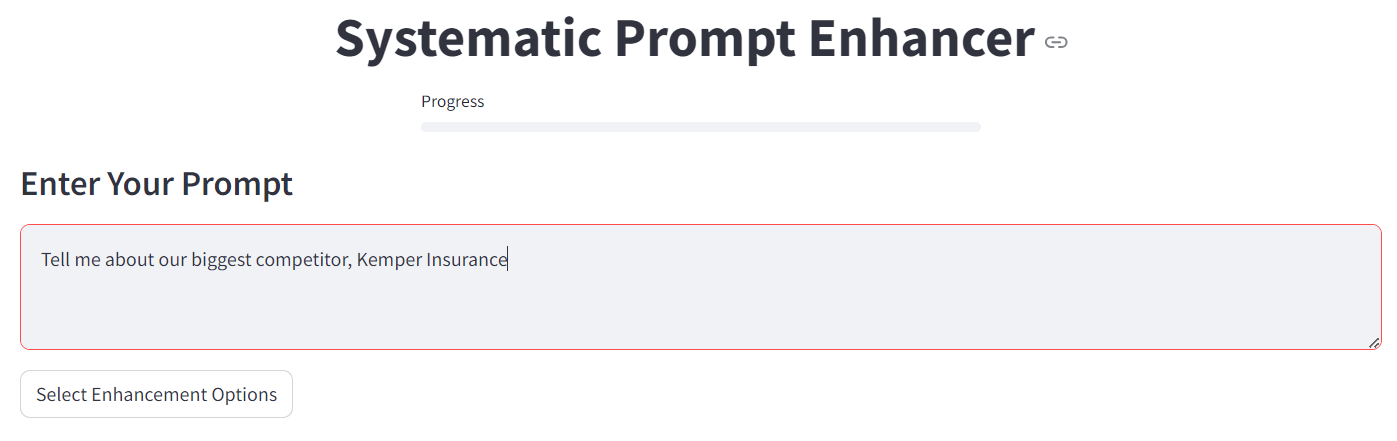 Systematic Prompt Enhancer
Progress
Enter Your Prompt
Tell me about our biggest competitor, Kemper Insurance
Select Enhancement Options